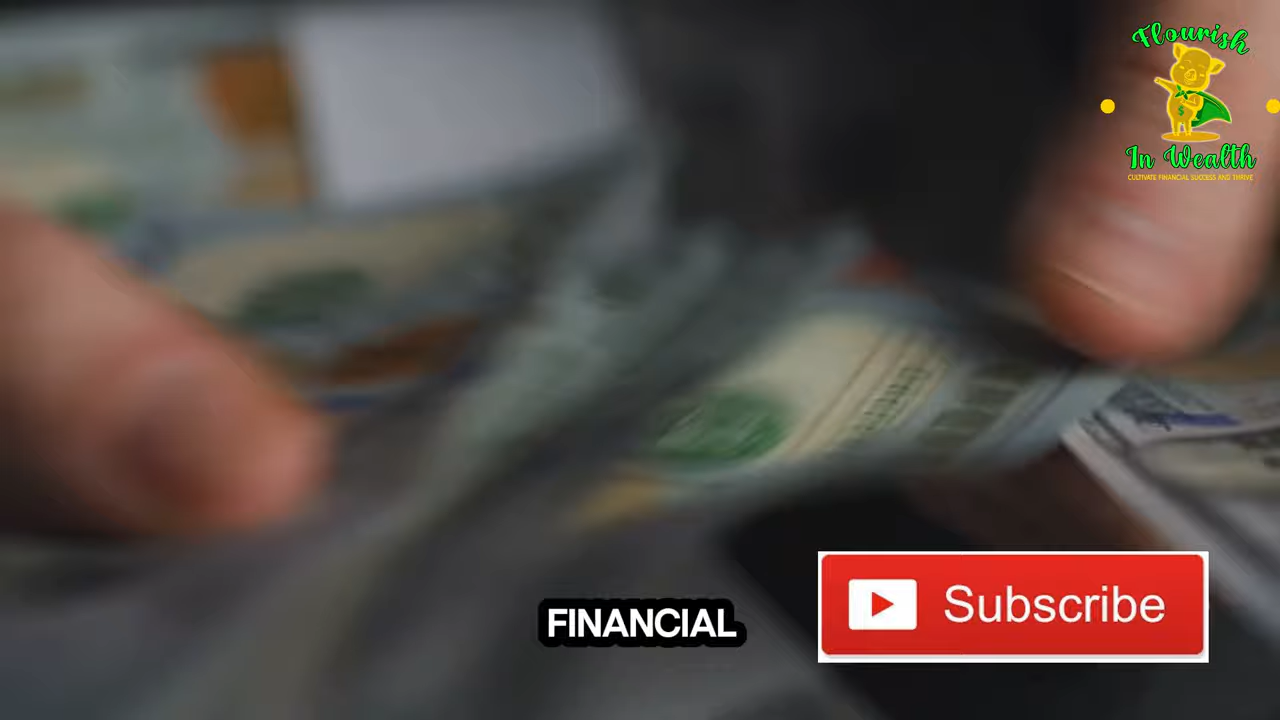 Flourish
In Wealth
CULTIVATE FINANCIAL SUCCESS AND THRIVE
FINANCIAL
Subscribe